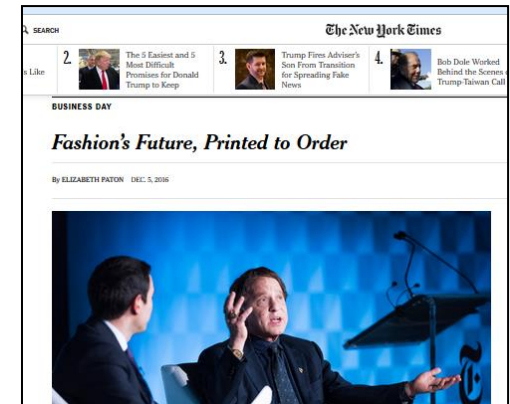 SEARCH
The New York Times
s Like
2.
The 5 Easiest and 5
Most Difficult
Promises for Donald
Trump to Keep
3.
Trump Fires Adviser's
Son From Transition
for Spreading Fake
News
4.
Bob Dole Worked
Behind the Scenes
Trump-Taiwan Call
BUSINESS DAY
Fashion's Future, Printed to Order
By ELIZABETH PATON DEC. 5, 2016